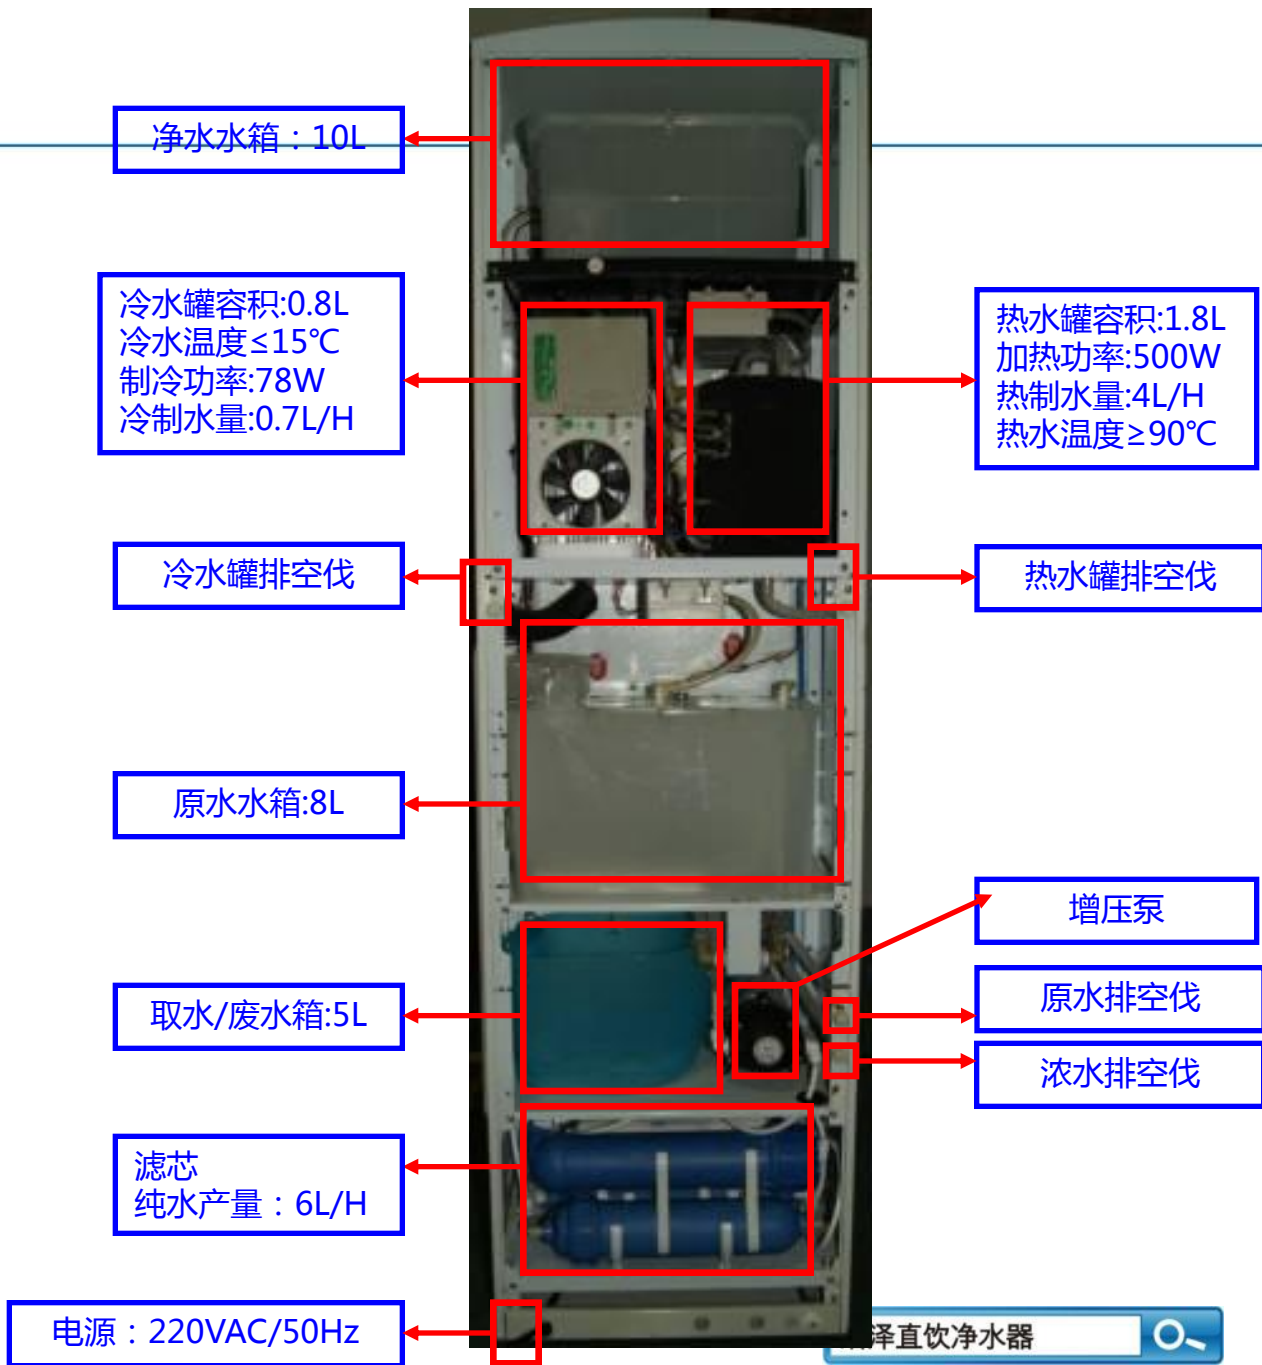 净水水箱：10L
冷水罐容积:0.8L
冷水温度≤15℃
制冷功率:78W
冷制水量:0.7L/H
热水罐容积:1.8L
加热功率:500W
热制水量:4L/H
热水温度≥90℃
冷水罐排空伐
热水罐排空伐
原水水箱:8L
增压泵
取水/废水箱:5L
原水排空伐
浓水排空伐
滤芯
纯水产量：6L/H
电源：220VAC/50Hz
泽直饮净水器